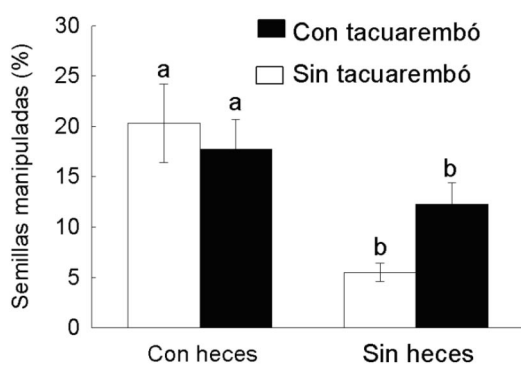 30
25
20
15
10
5
0
Semillas manipuladas (%)
Con tacuarembó
Sin tacuarembó
a
a
b
b
Con heces
Sin heces